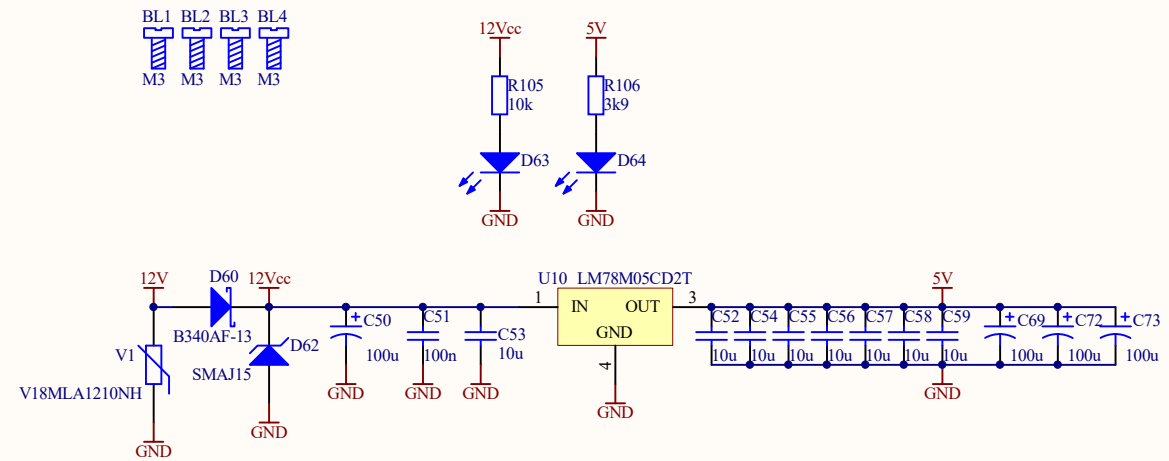 BL1 BL2 BL3 BL4
M3 M3 M3 M3
12Vcc
5V
R105
10k
R106
3k9
D63
D64
GND
GND
12V
D60
12Vcc
B340AF-13
V1
V18MLA1210NH
D62
SMAJ15
GND
GND
C50
100u
GND
C51
100n
GND
C53
10u
GND
U10 LM78M05CD2T
1
IN
OUT
3
GND
4
GND
5V
C52 C54 C55 C56 C57 C58 C59 C69 C72 C73
10u 10u 10u 10u 10u 10u 10u 100u 100u 100u
GND